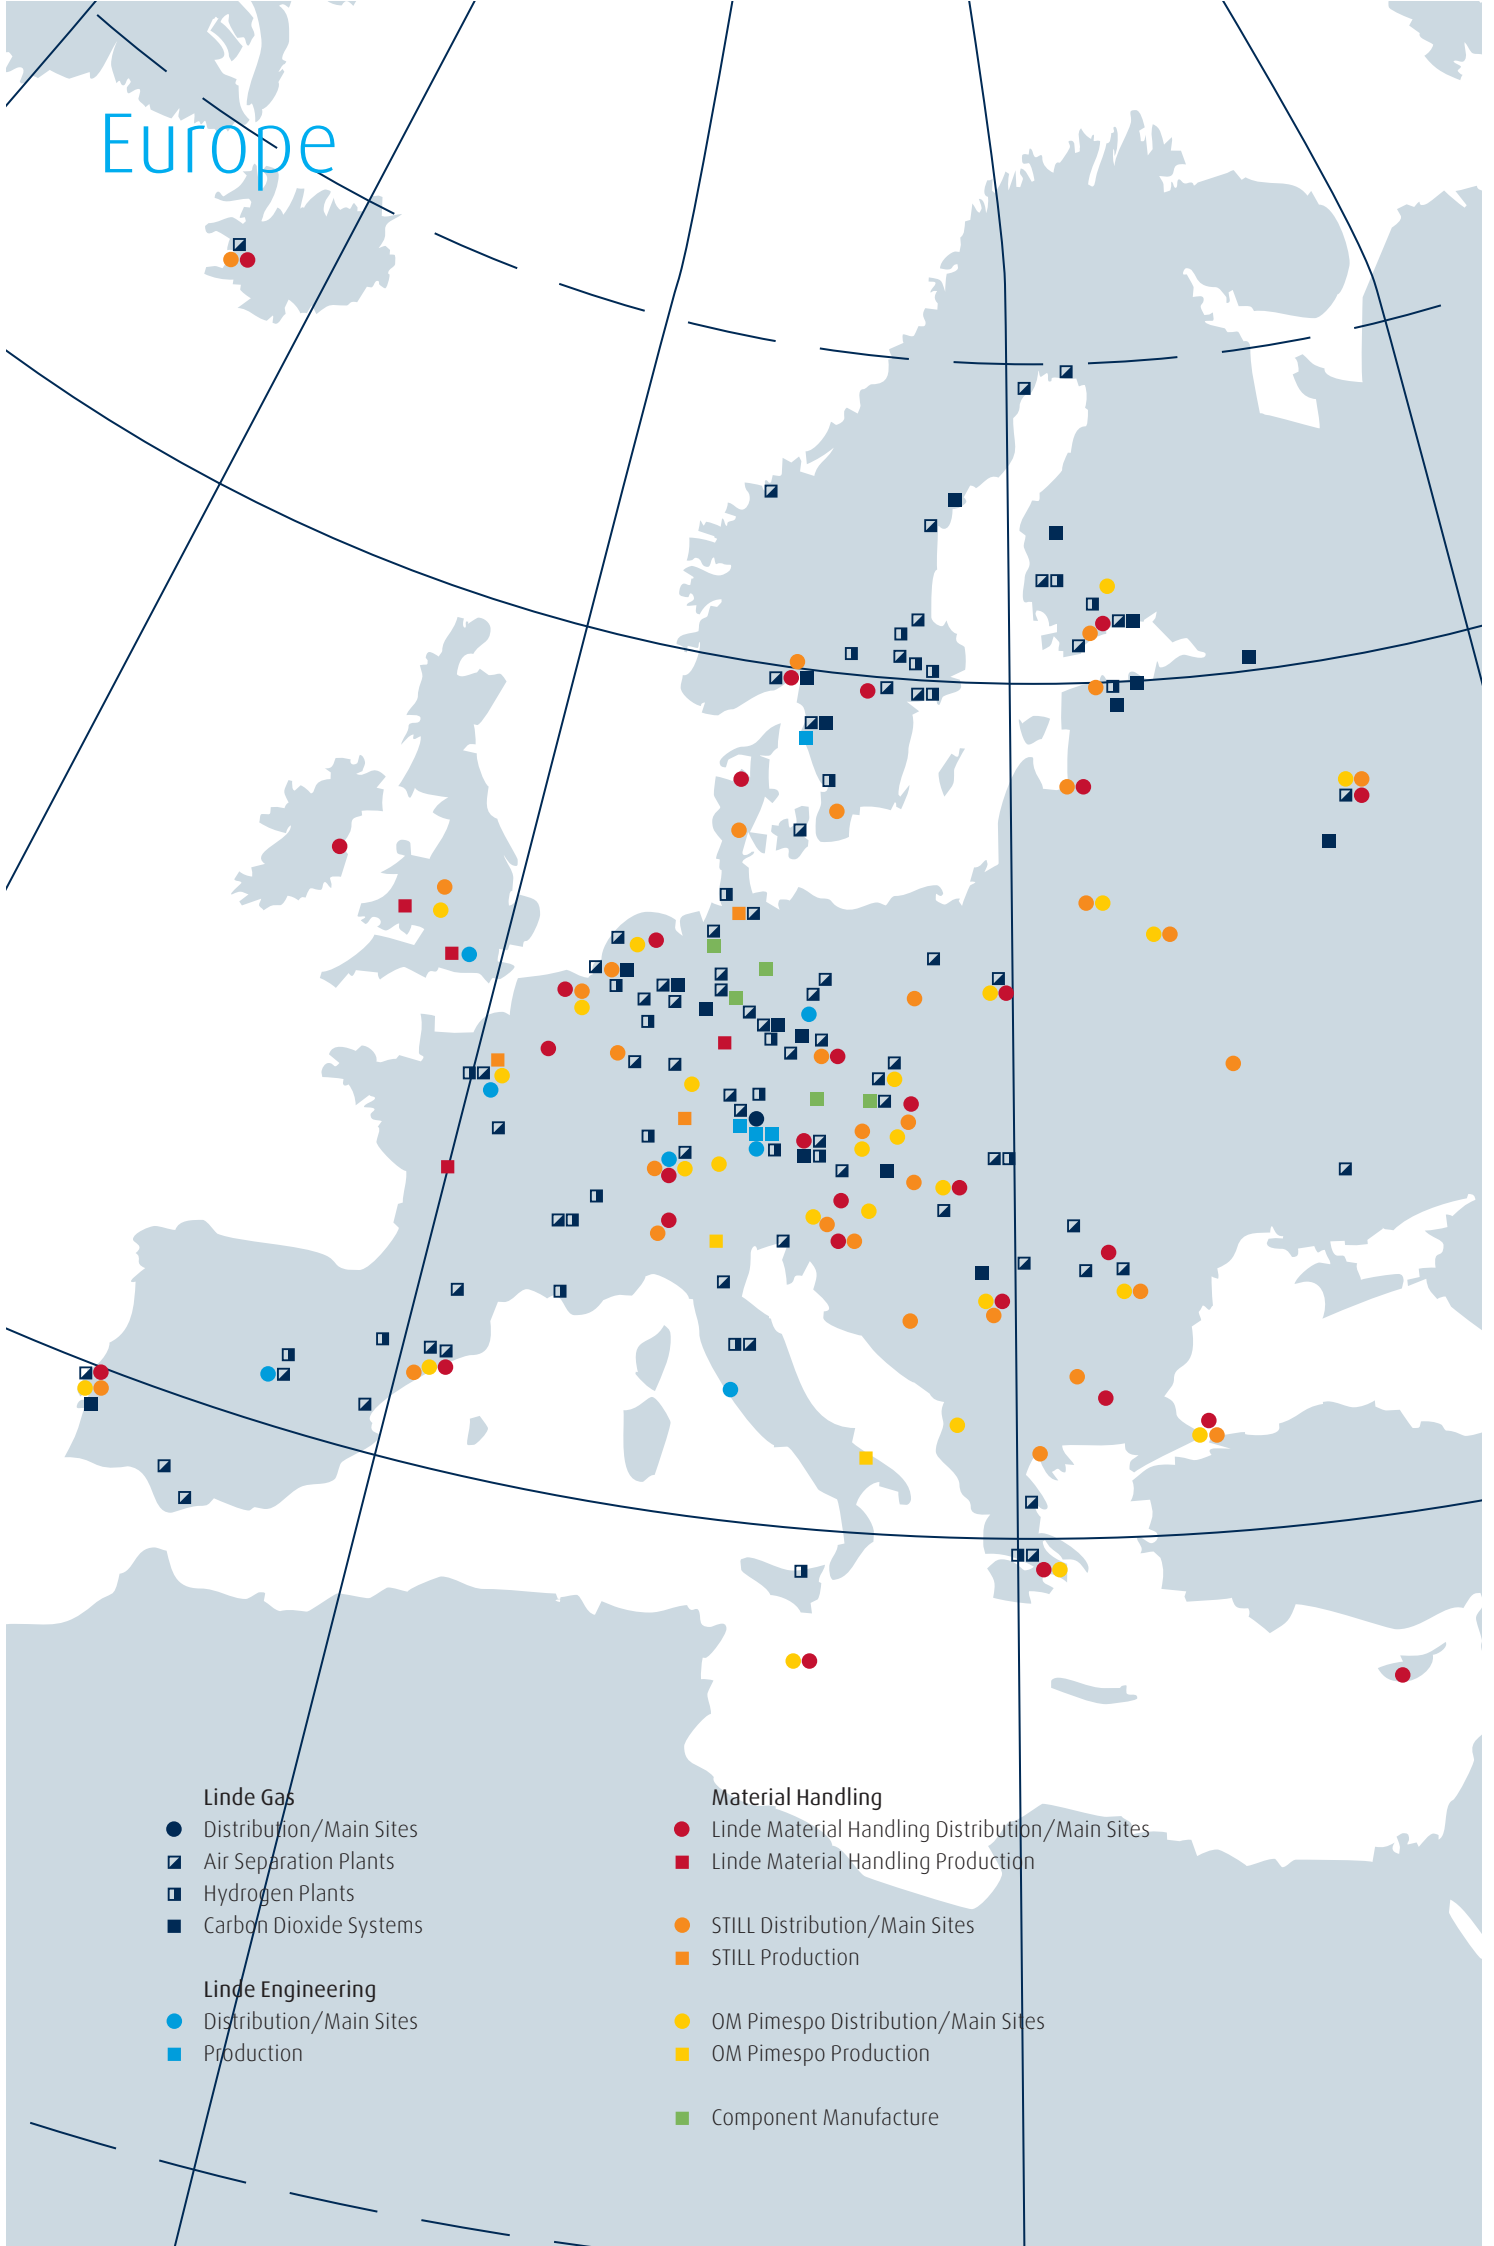 Europe
Linde Gas
Distribution/Main Sites
Air Separation Plants
Hydrogen Plants
Carbon Dioxide Systems
Linde Engineering
Distribution/Main Sites
Production
Material Handling
Linde Material Handling Distribution/Main Sites
Linde Material Handling Production
STILL Distribution/Main Sites
STILL Production
OM Pimespo Distribution/Main Sites
OM Pimespo Production
Component Manufacture